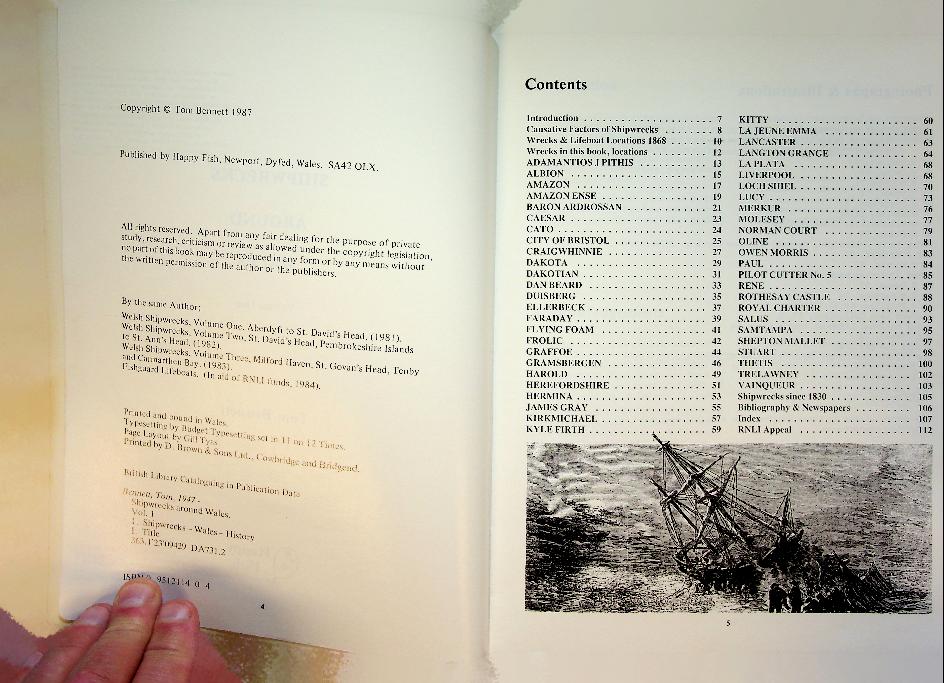 Copyright © Tom Bennett 1987
Published by Happy Fish, Newport, Dyfed, Wales. SA42 OLX.
All rights reserved. Apart from any fair dealing for the purpose of private
study, research, criticism or review as allowed under the copyright legislation,
no part of this book may be reproduced in any form or by any means without
the written permission of the author or the publishers.
By the same Author;
Welsh Shipwrecks, Volume One, Aberdyfi to St. David's Head, (1981).
Welsh Shipwrecks, Volume Two, St. David's Head, Pembrokeshire Islands
to St. Ann's Head, (1982).
Welsh Shipwrecks, Volume Three, Milford Haven, St. Govan's Head, Tenby
and Carmarthen Bay. (1983).
Fishguard Lifeboats. (In aid of RNLI funds, 1984).
Printed and bound in Wales.
Typesetting by Budget Typesetting set in 11 on 12 Times.
Page Layout by Gill Tyas
Printed by D. Brown & Sons Ltd., Cowbridge and Bridgend.
British Library Cataloguing in Publication Data
Bennett, Tom, 1947 -
Shipwrecks around Wales.
Vol. 1
1. Shipwrecks - Wales - History
I. Title
363.1'23'09429 DA731.2
ISBN 0 9512114 0 4
4
Contents
Introduction . . . 7
Causative Factors of Shipwrecks . . . 8
Wrecks & Lifeboat Locations 1868 . . . 10
Wrecks in this book, locations . . . 12
ADAMANTIOS J PITHIS . . . 13
ALBION . . . 15
AMAZON . . . 17
AMAZON ENSE . . . 19
BARON ARDROSSAN . . . 21
CAESAR . . . 23
CATO . . . 24
CITY OF BRISTOL . . . 25
CRAIGWHINNIE . . . 27
DAKOTA . . . 29
DAKOTIAN . . . 31
DAN BEARD . . . 33
DUISBERG . . . 35
ELLERBECK . . . 37
FARADAY . . . 39
FLYING FOAM . . . 41
FROLIC . . . 42
GRAFFOE . . . 44
GRAMSBERGEN . . . 46
HAROLD . . . 49
HEREFORDSHIRE . . . 51
HERMINA . . . 53
JAMES GRAY . . . 55
KIRKMICHAEL . . . 57
KYLE FIRTH . . . 59
KITTY . . . 60
LA JEUNE EMMA . . . 61
LANCASTER . . . 63
LANGTON GRANGE . . . 64
LA PLATA . . . 68
LIVERPOOL . . . 68
LOCH SHIEL . . . 70
LUCY . . . 73
MERKUR . . . 76
MOLESEY . . . 77
NORMAN COURT . . . 79
OLINE . . . 81
OWEN MORRIS . . . 83
PAUL . . . 84
PILOT CUTTER No. 5 . . . 85
RENE . . . 87
ROTHESAY CASTLE . . . 88
ROYAL CHARTER . . . 90
SALUS . . . 93
SAMTAMPA . . . 95
SHEPTON MALLET . . . 97
STUART . . . 98
THETIS . . . 100
TRELAWNEY . . . 102
VAINQUEUR . . . 103
Shipwrecks since 1830 . . . 105
Bibliography & Newspapers . . . 106
Index . . . 107
RNLI Appeal . . . 112
5